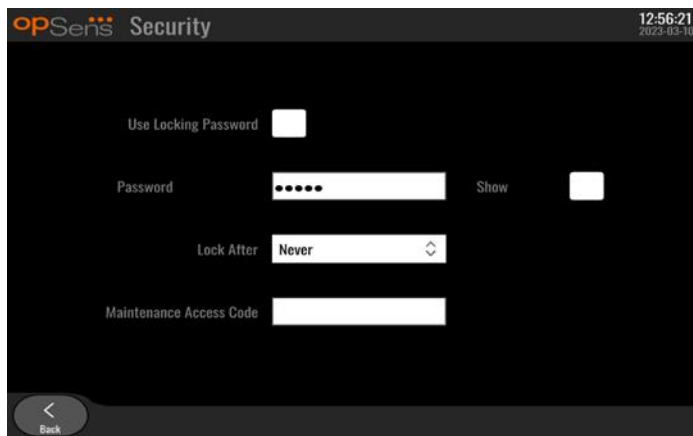 opSens Security
12:56:21
2023-03-10
Use Locking Password
Password ••••• Show
Lock After Never
Maintenance Access Code
Back